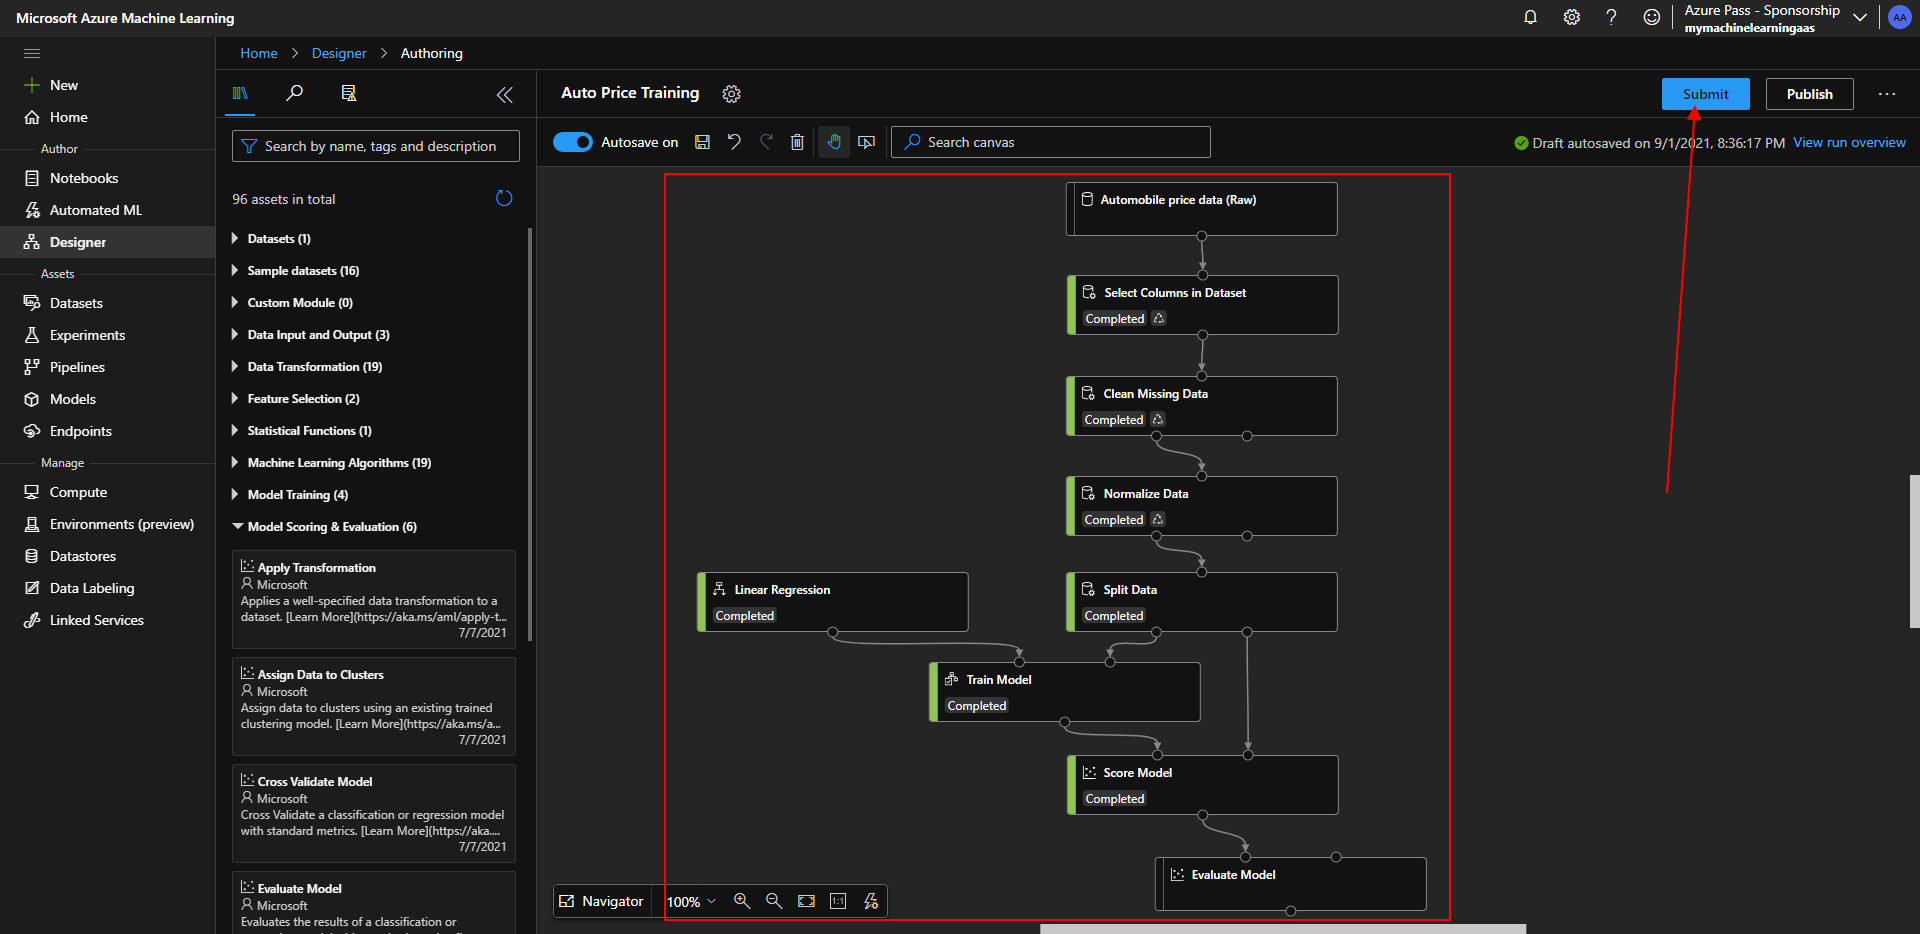 Microsoft Azure Machine Learning
Azure Pass - Sponsorship
mymachinelearningaas
AA
New
Home
Author
Notebooks
Automated ML
Designer
Assets
Datasets
Experiments
Pipelines
Models
Endpoints
Manage
Compute
Environments (preview)
Datastores
Data Labeling
Linked Services
Home > Designer > Authoring
Search by name, tags and description
96 assets in total
Datasets (1)
Sample datasets (16)
Custom Module (0)
Data Input and Output (3)
Data Transformation (19)
Feature Selection (2)
Statistical Functions (1)
Machine Learning Algorithms (19)
Model Training (4)
Model Scoring & Evaluation (6)
Apply Transformation
Microsoft
Applies a well-specified data transformation to a
dataset. [Learn More](https://aka.ms/aml/apply-t...
7/7/2021
Assign Data to Clusters
Microsoft
Assign data to clusters using an existing trained
clustering model. [Learn More](https://aka.ms/a...
7/7/2021
Cross Validate Model
Microsoft
Cross Validate a classification or regression model
with standard metrics. [Learn More](https://aka....
7/7/2021
Evaluate Model
Microsoft
Evaluates the results of a classification or
Auto Price Training
Submit
Publish
Autosave on
Search canvas
Draft autosaved on 9/1/2021, 8:36:17 PM
View run overview
Automobile price data (Raw)
Select Columns in Dataset
Completed
Clean Missing Data
Completed
Normalize Data
Completed
Linear Regression
Completed
Split Data
Completed
Train Model
Completed
Score Model
Completed
Evaluate Model
Navigator
100%
1:1